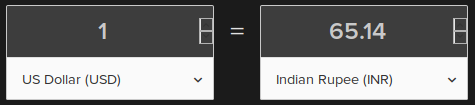 1 = 65.14
US Dollar (USD) Indian Rupee (INR)